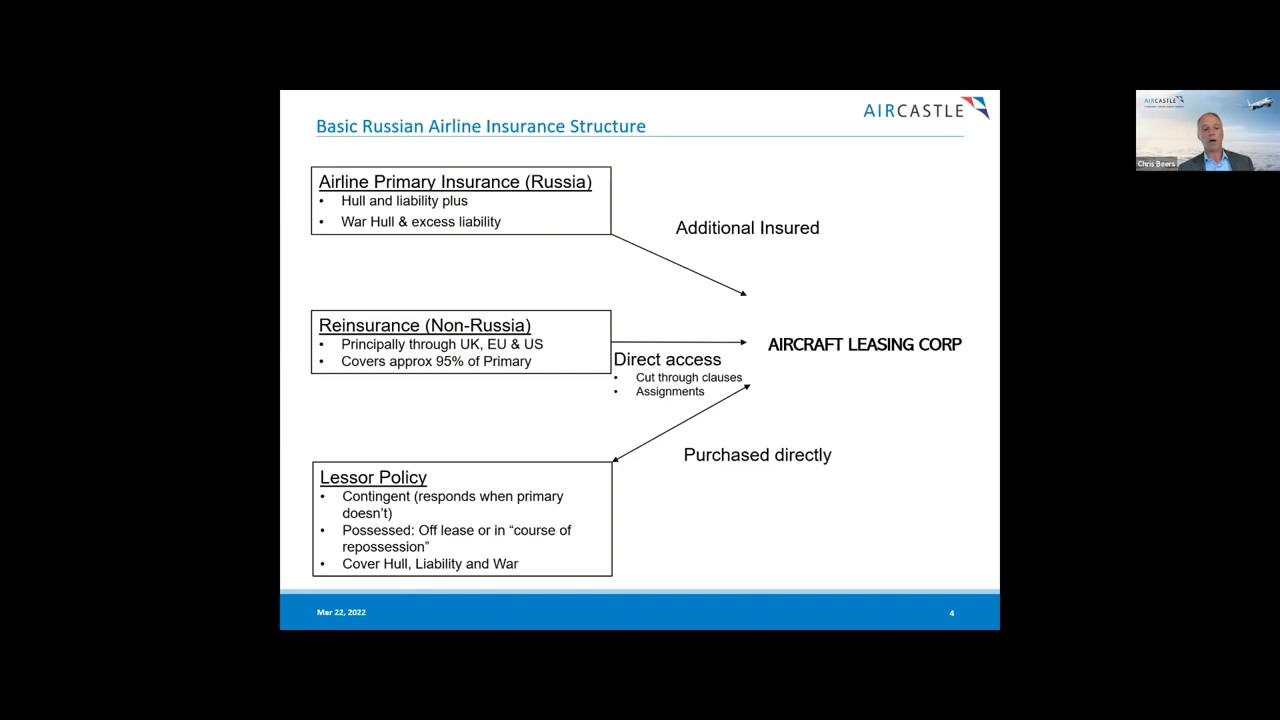 AIRCASTLE
Basic Russian Airline Insurance Structure
Airline Primary Insurance (Russia)
• Hull and liability plus
• War Hull & excess liability
Additional Insured
Reinsurance (Non-Russia)
• Principally through UK, EU & US
• Covers approx 95% of Primary
AIRCRAFT LEASING CORP
Direct access
• Cut through clauses
• Assignments
Purchased directly
Lessor Policy
• Contingent (responds when primary
doesn’t)
• Possessed: Off lease or in “course of
repossession”
• Cover Hull, Liability and War
Mar 22, 2022
4
AIRCASTLE
Chris Beers